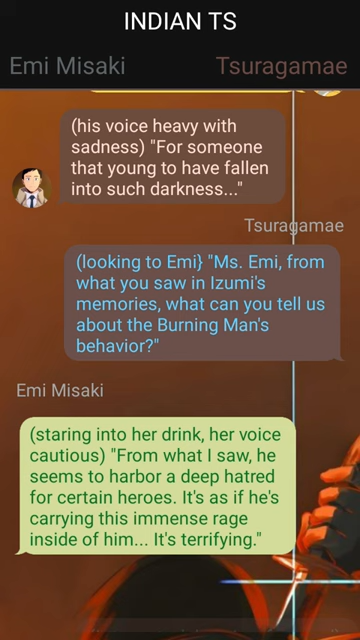 INDIAN TS
Emi Misaki
Tsuragamae
(his voice heavy with
sadness) "For someone
that young to have fallen
into such darkness..."
Tsuragamae
(looking to Emi} "Ms. Emi, from
what you saw in Izumi's
memories, what can you tell us
about the Burning Man's
behavior?"
Emi Misaki
(staring into her drink, her voice
cautious) "From what I saw, he
seems to harbor a deep hatred
for certain heroes. It's as if he's
carrying this immense rage
inside of him... It's terrifying."